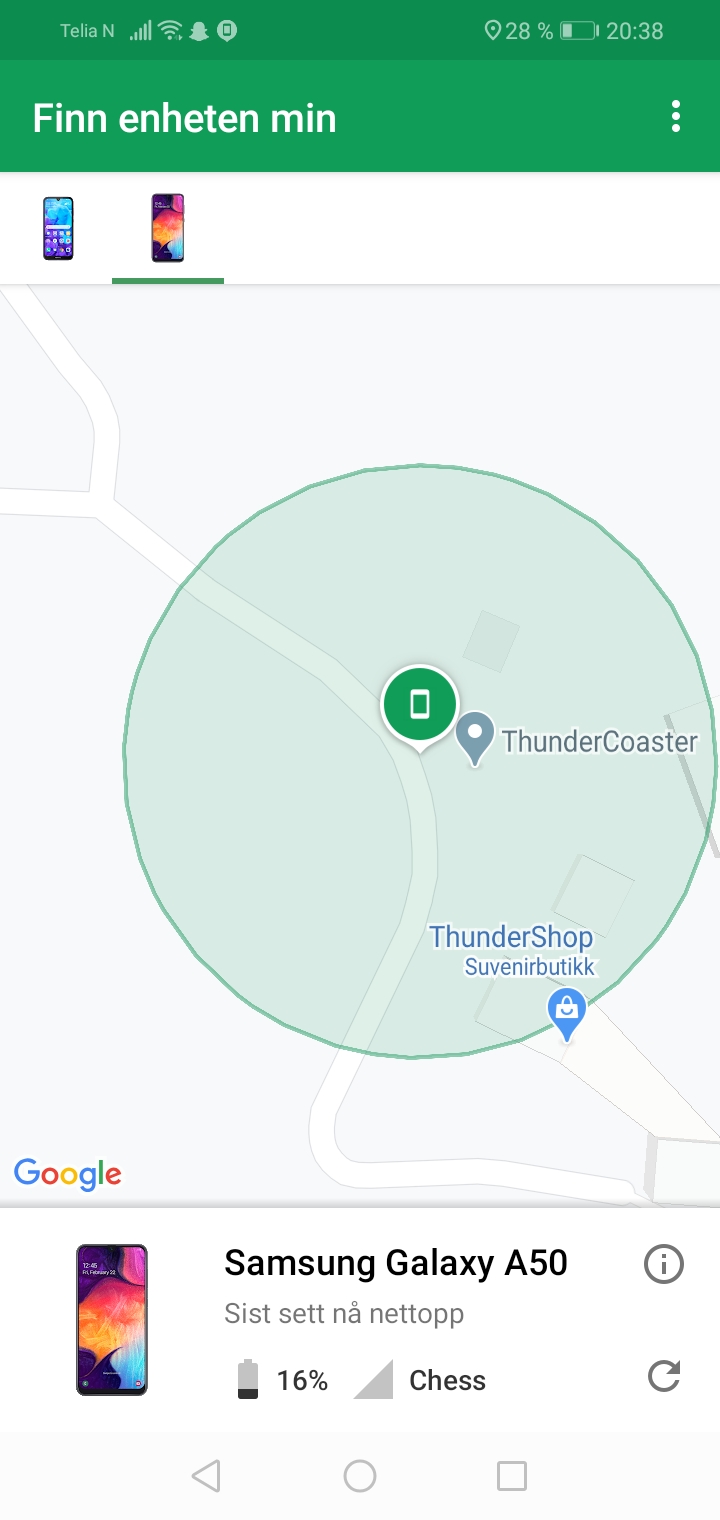 Telia N 28 % 20:38
Finn enheten min
ThunderCoaster
ThunderShop
Suvenirbutikk
Google
Samsung Galaxy A50
Sist sett nå nettopp
16% Chess